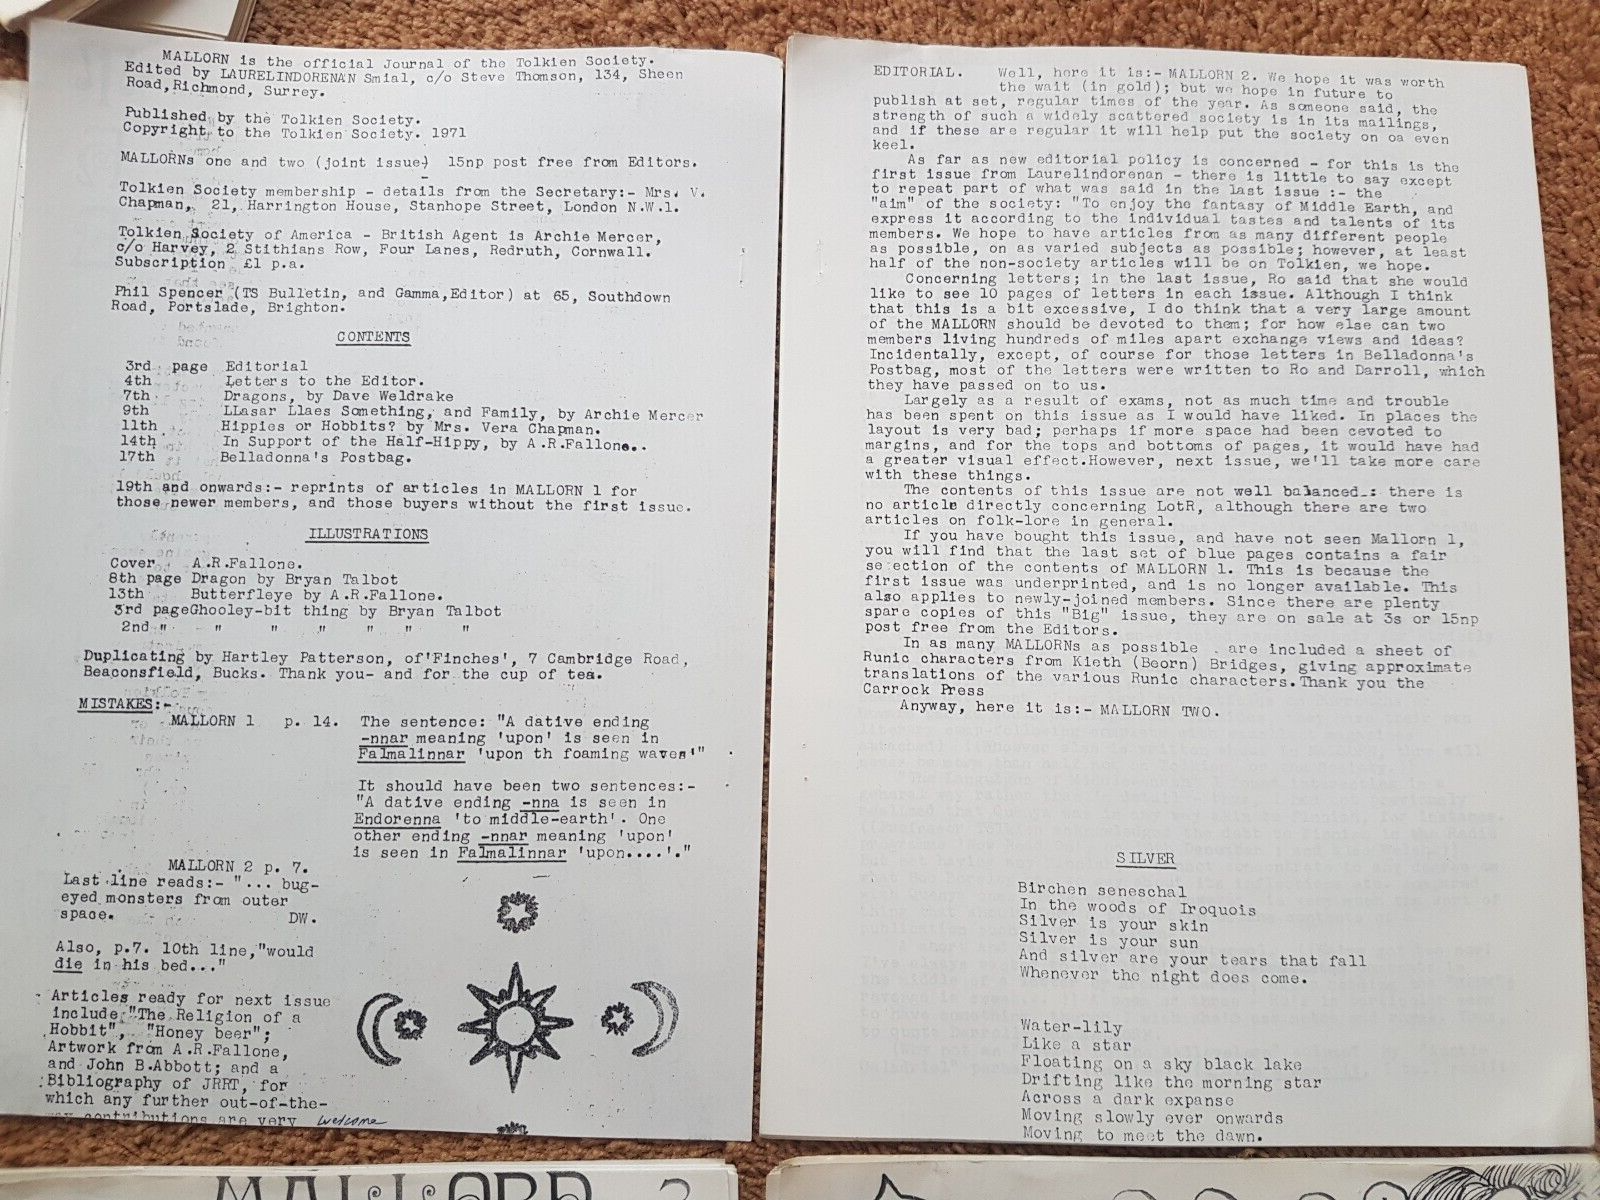 MALLORN is the official Journal of the Tolkien Society.
Edited by LAURELINDORENAN Smial, c/o Steve Thomson, 134, Sheen
Road,Richmond, Surrey.
Published by the Tolkien Society.
Copyright to the Tolkien Society. 1971
MALLORNs one and two (joint issue) 15np post free from Editors.
Tolkien Society membership - details from the Secretary:- Mrs. V.
Chapman, 21, Harrington House, Stanhope Street, London N.W.1.
Tolkien Society of America - British Agent is Archie Mercer,
c/o Harvey, 2 Stithians Row, Four Lanes, Redruth, Cornwall.
Subscription £1 p.a.
Phil Spencer (TS Bulletin, and Gamma,Editor) at 65, Southdown
Road, Portslade, Brighton.
CONTENTS
3rd page Editorial
4th Letters to the Editor.
7th Dragons, by Dave Weldrake
9th LLasar Llaes Something, and Family, by Archie Mercer
11th Hippies or Hobbits? by Mrs. Vera Chapman.
14th In Support of the Half-Hippy, by A.R.Fallone..
17th Belladonna's Postbag.
19th and onwards:- reprints of articles in MALLORN 1 for
those newer members, and those buyers without the first issue.
ILLUSTRATIONS
Cover A.R.Fallone.
8th page Dragon by Bryan Talbot
13th Butterfleye by A.R.Fallone.
3rd pageGhooley-bit thing by Bryan Talbot
2nd " " " " " " "
Duplicating by Hartley Patterson, of'Finches', 7 Cambridge Road,
Beaconsfield, Bucks. Thank you- and for the cup of tea.
MISTAKES:-
MALLORN 1 p. 14. The sentence: "A dative ending
-nnar meaning 'upon' is seen in
Falmalinnar 'upon th foaming waves'"
It should have been two sentences:-
"A dative ending -nna is seen in
Endorenna 'to middle-earth'. One
other ending -nnar meaning 'upon'
is seen in Falmalinnar 'upon....'."
MALLORN 2 p. 7.
Last line reads:- "... bug-
eyed monsters from outer
space. DW.
Also, p.7. 10th line,"would
die in his bed..."
Articles ready for next issue
include:"The Religion of a
Hobbit", "Honey beer";
Artwork from A.R.Fallone,
and John B.Abbott; and a
Bibliography of JRRT, for
which any further out-of-the-
way contributions are very welcome
EDITORIAL. Well, here it is:- MALLORN 2. We hope it was worth
the wait (in gold); but we hope in future to
publish at set, regular times of the year. As someone said, the
strength of such a widely scattered society is in its mailings,
and if these are regular it will help put the society on oa even
keel.
As far as new editorial policy is concerned - for this is the
first issue from Laurelindorenan - there is little to say except
to repeat part of what was said in the last issue :- the
"aim" of the society: "To enjoy the fantasy of Middle Earth, and
express it according to the individual tastes and talents of its
members. We hope to have articles from as many different people
as possible, on as varied subjects as possible; however, at least
half of the non-society articles will be on Tolkien, we hope.
Concerning letters; in the last issue, Ro said that she would
like to see 10 pages of letters in each issue. Although I think
that this is a bit excessive, I do think that a very large amount
of the MALLORN should be devoted to them; for how else can two
members living hundreds of miles apart exchange views and ideas?
Incidentally, except, of course for those letters in Belladonna's
Postbag, most of the letters were written to Ro and Darroll, which
they have passed on to us.
Largely as a result of exams, not as much time and trouble
has been spent on this issue as I would have liked. In places the
layout is very bad; perhaps if more space had been cevoted to
margins, and for the tops and bottoms of pages, it would have had
a greater visual effect.However, next issue, we'll take more care
with these things.
The contents of this issue are not well balanced.: there is
no article directly concerning LotR, although there are two
articles on folk-lore in general.
If you have bought this issue, and have not seen Mallorn 1,
you will find that the last set of blue pages contains a fair
se ection of the contents of MALLORN 1. This is because the
first issue was underprinted, and is no longer available. This
also applies to newly-joined members. Since there are plenty
spare copies of this "Big" issue, they are on sale at 3s or 15np
post free from the Editors.
In as many MALLORNs as possible . are included a sheet of
Runic characters from Kieth (Beorn) Bridges, giving approximate
translations of the various Runic characters.Thank you the
Carrock Press
Anyway, here it is:- MALLORN TWO.
SILVER
Birchen seneschal
In the woods of Iroquois
Silver is your skin
Silver is your sun
And silver are your tears that fall
Whenever the night does come.
Water-lily
Like a star
Floating on a sky black lake
Drifting like the morning star
Across a dark expanse
Moving slowly ever onwards
Moving to meet the dawn.
MALLORN 2